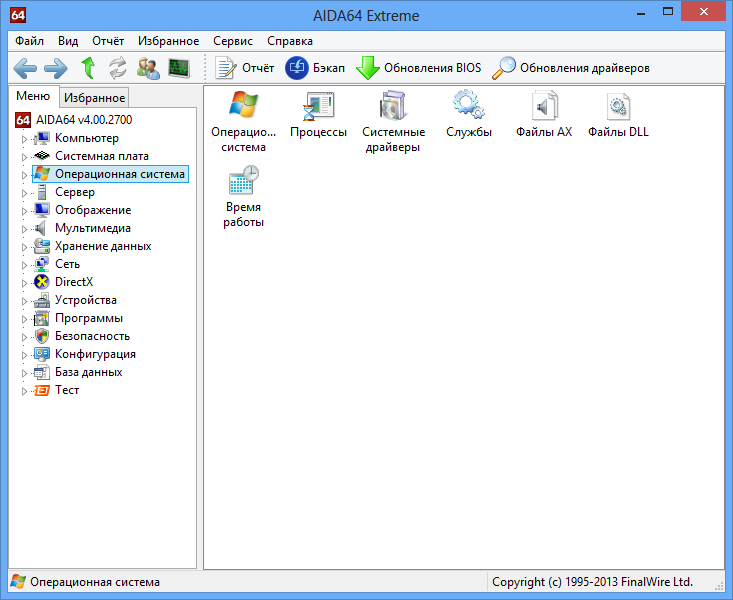 64 AIDA64 Extreme
Файл Вид Отчёт Избранное Сервис Справка
Отчёт Бэкап Обновления BIOS Обновления драйверов
Меню Избранное
64 AIDA64 v4.00.2700
Компьютер
Системная плата
Операционная система
Сервер
Отображение
Мультимедиа
Хранение данных
Сеть
DirectX
Устройства
Программы
Безопасность
Конфигурация
База данных
Тест
Операцио...
система
Процессы
Системные
драйверы
Службы
Файлы AX
Файлы DLL
Время
работы
Операционная система
Copyright (c) 1995-2013 FinalWire Ltd.